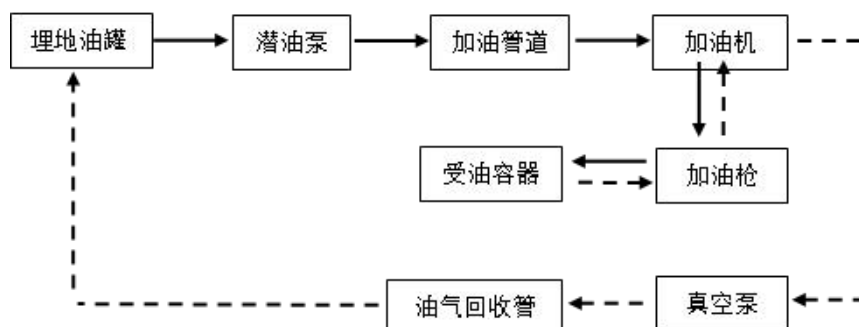 埋地油罐
潜油泵
加油管道
加油机
受油容器
加油枪
油气回收管
真空泵